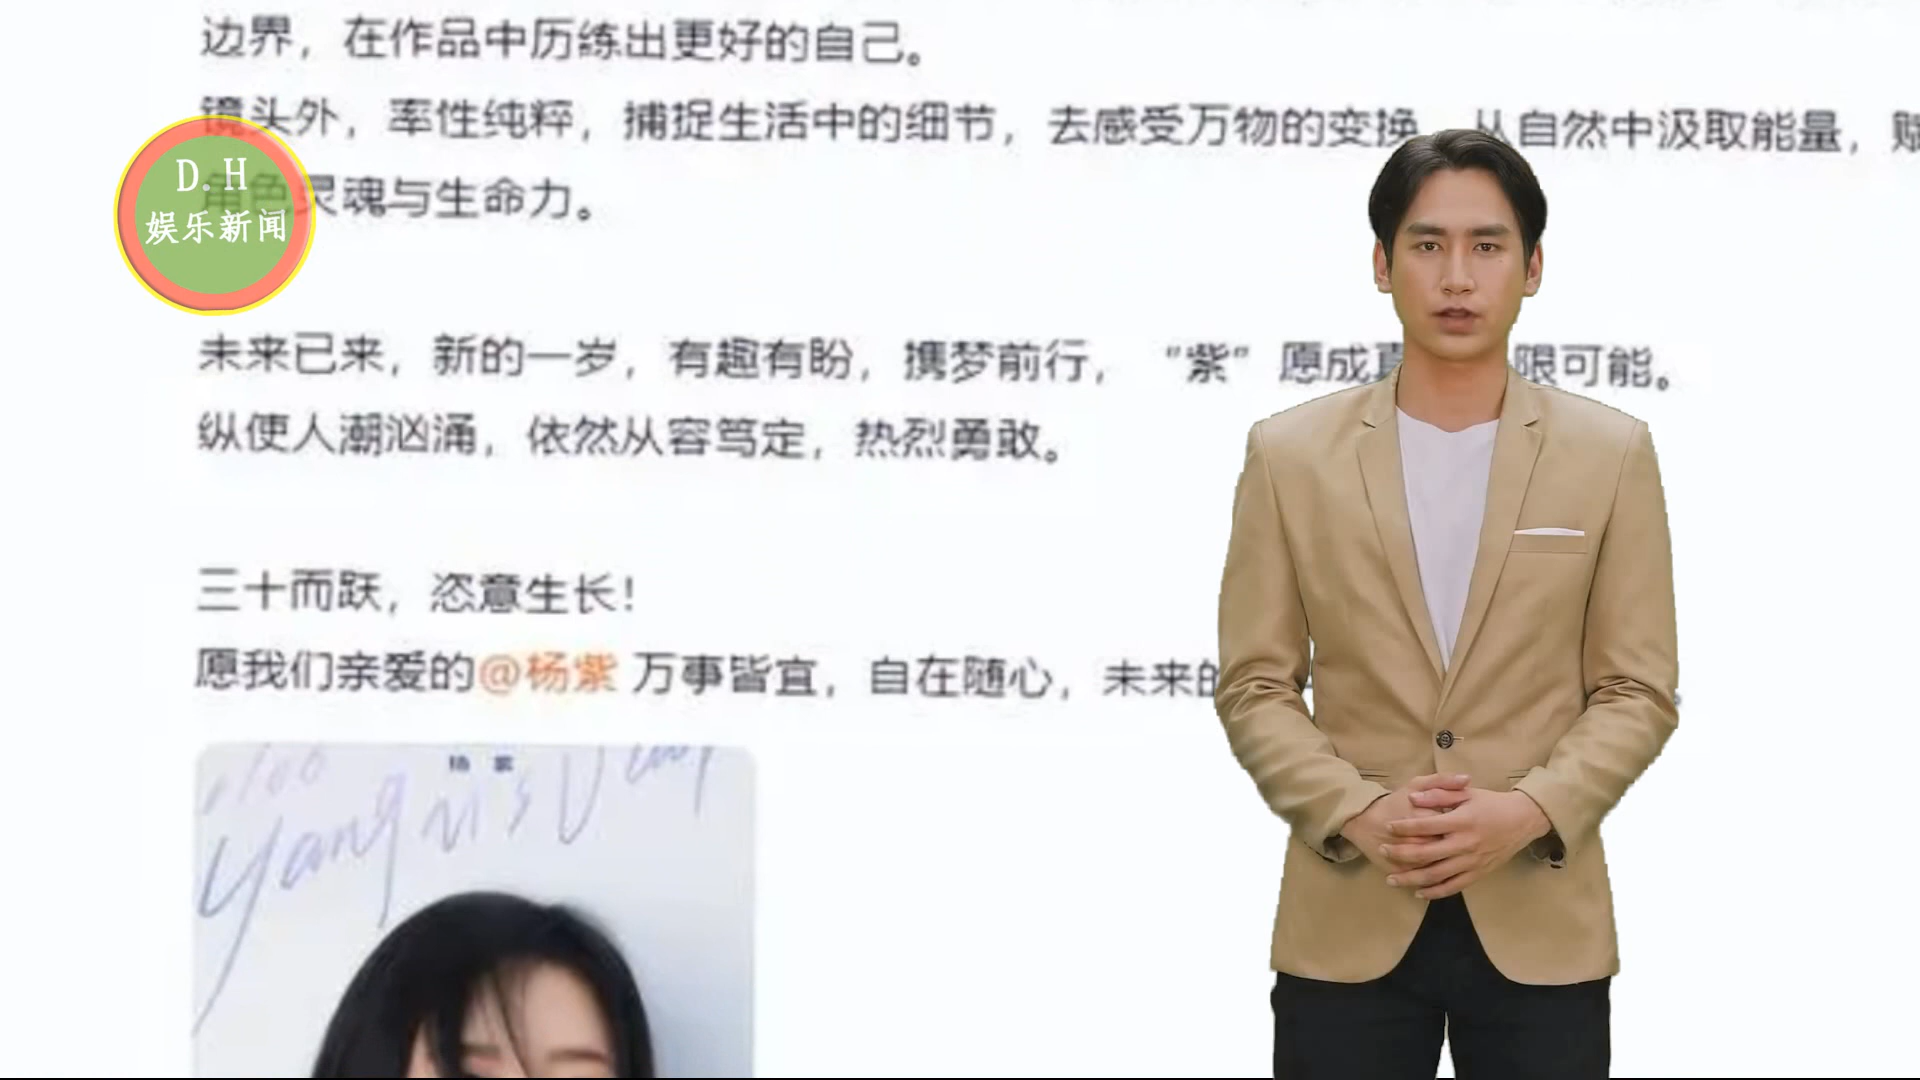 边界，在作品中历练出更好的自己。
镜头外，率性纯粹，捕捉生活中的细节，去感受万物的变换，从自然中汲取能量，赋
角色灵魂与生命力。
D.H
娱乐新闻
未来已来，新的一岁，有趣有盼，携梦前行，“紫”愿成真 限可能。
纵使人潮汹涌，依然从容笃定，热烈勇敢。
三十而跃，恣意生长！
愿我们亲爱的@杨紫 万事皆宜，自在随心，未来的
杨 紫
Yang